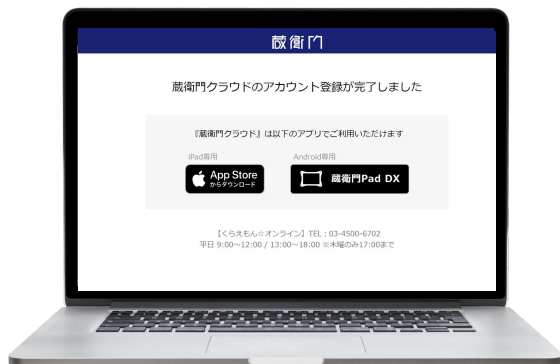 蔵衛門
蔵衛門クラウドのアカウント登録が完了しました
『蔵衛門クラウド』は以下のアプリでご利用いただけます
iPad専用
Android専用
App Store
からダウンロード
蔵衛門Pad DX
【くらえもん☆オンライン】TEL:03-4500-6702
平日 9:00~12:00 / 13:00~18:00 ※木曜のみ17:00まで